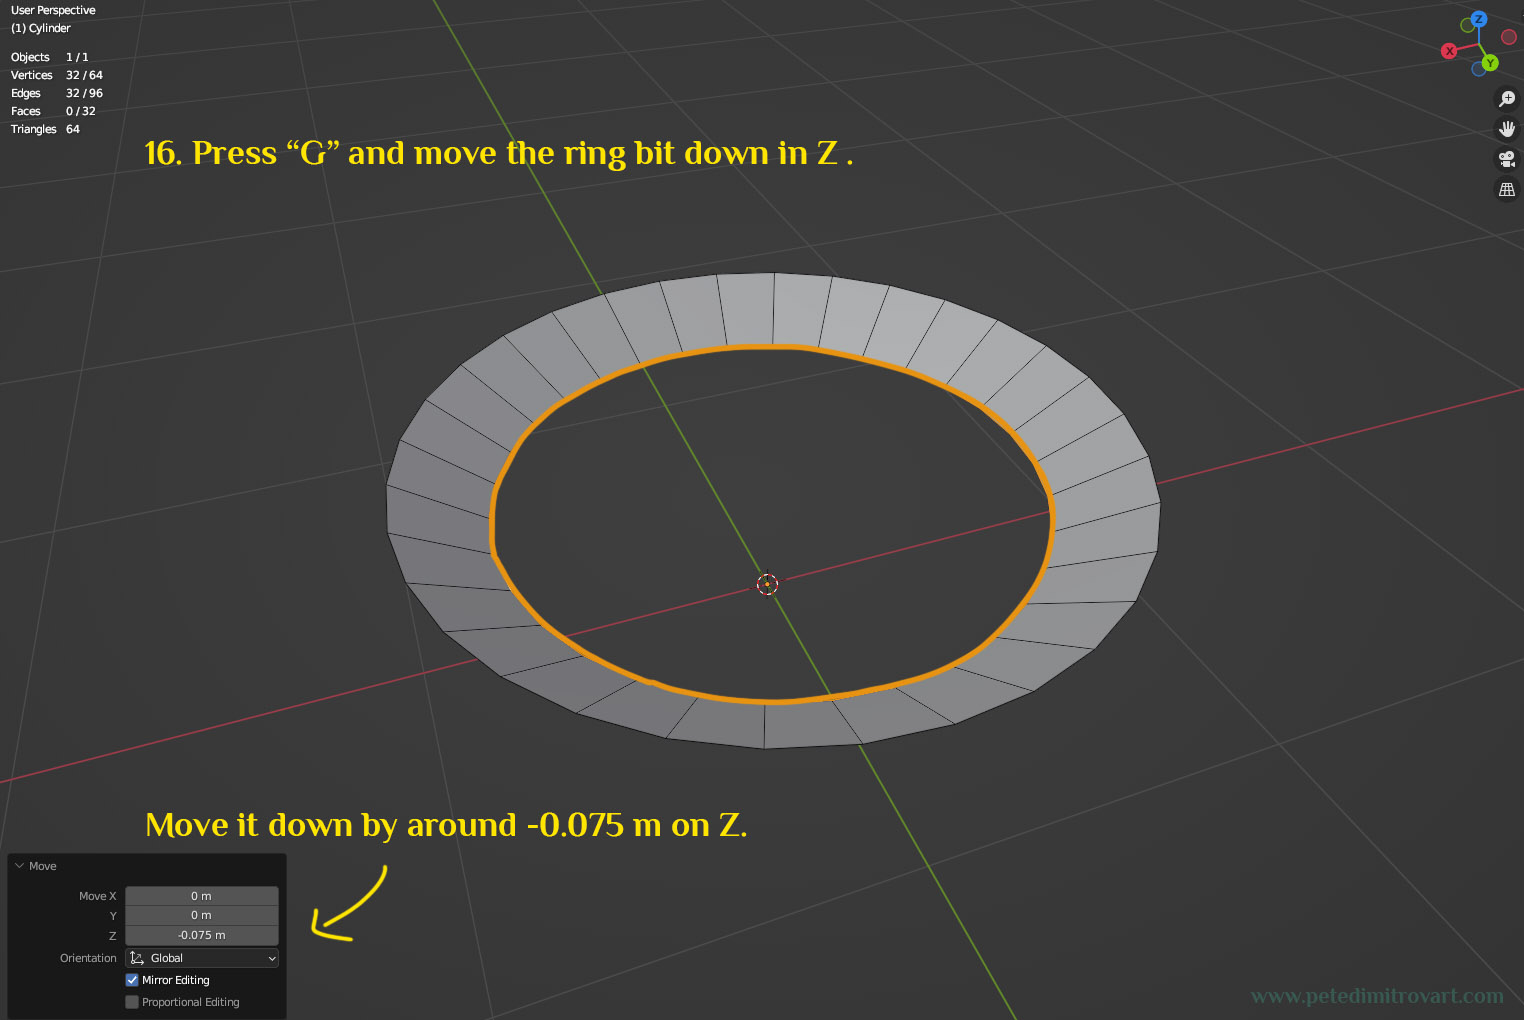 User Perspective
(1) Cylinder
Objects 1 / 1
Vertices 32 / 64
Edges 32 / 96
Faces 0 / 32
Triangles 64
Z
X
Y
16. Press “G” and move the ring bit down in Z .
Move it down by around -0.075 m on Z.
Move
Move X 0 m
Y 0 m
Z -0.075 m
Orientation Global
Mirror Editing
Proportional Editing
www.petedimitrovart.com